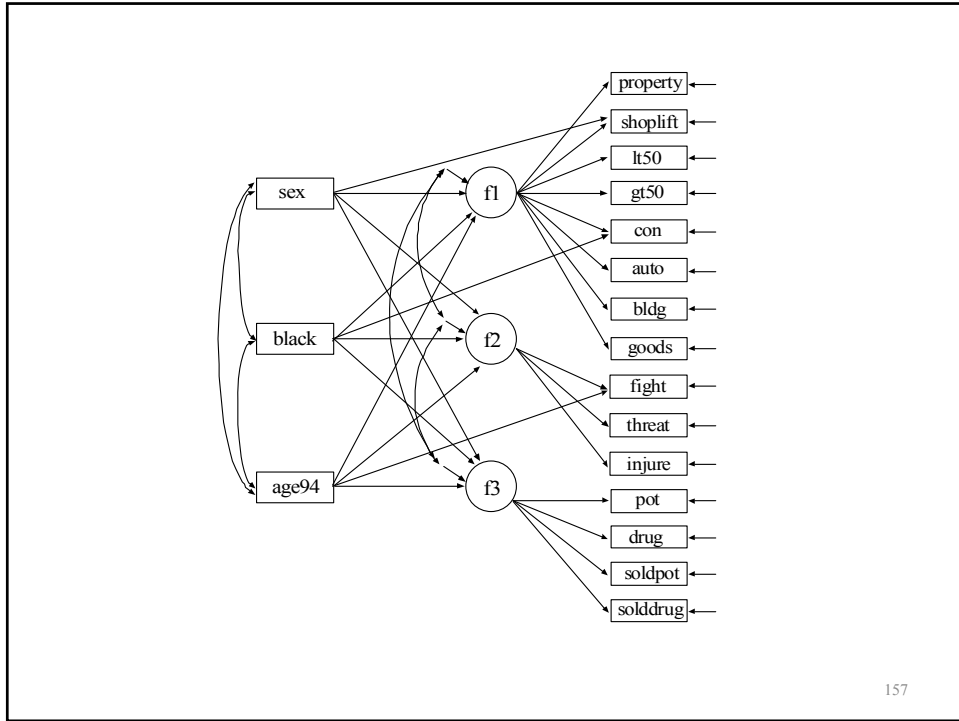 sex
black
age94
f1
f2
f3
property
shoplift
lt50
gt50
con
auto
bldg
goods
fight
threat
injure
pot
drug
soldpot
solddrug
157